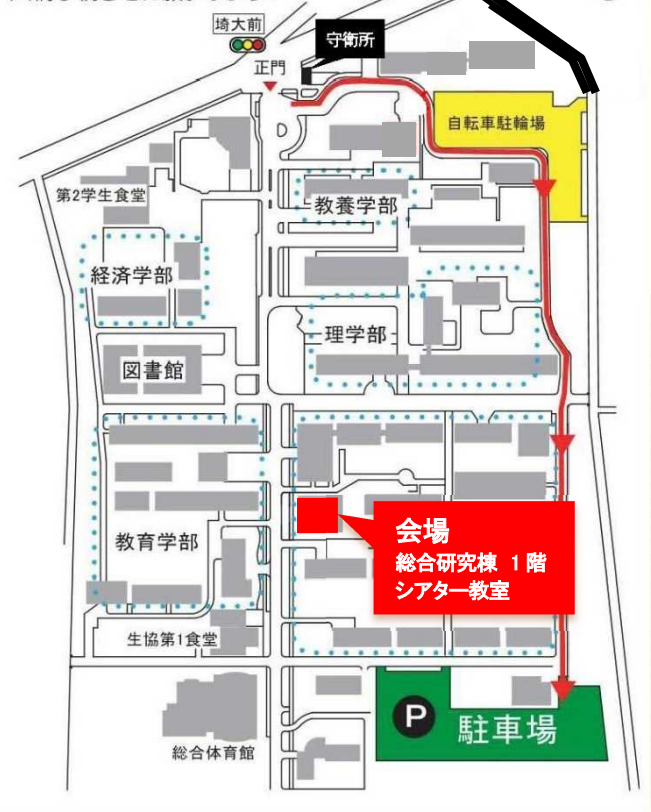 埼大前
守衛所
正門
自転車駐輪場
第2学生食堂
教養学部
経済学部
理学部
図書館
会場
総合研究棟 1階
シアター教室
教育学部
生協第1食堂
P
駐車場
総合体育館